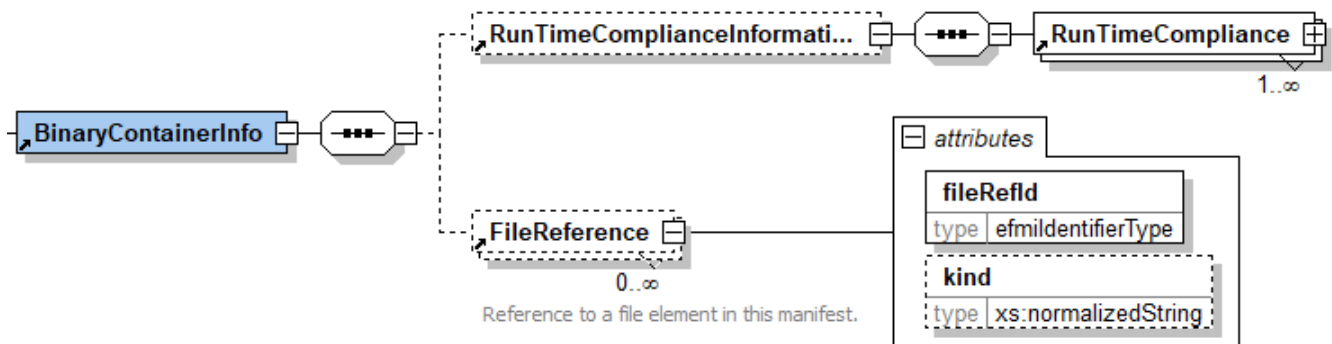 RunTimeComplianceInformati...
RunTimeCompliance
1..∞
BinaryContainerInfo
attributes
fileRefId
type efmiIdentifierType
FileReference
0..∞
kind
type xs:normalizedString
Reference to a file element in this manifest.